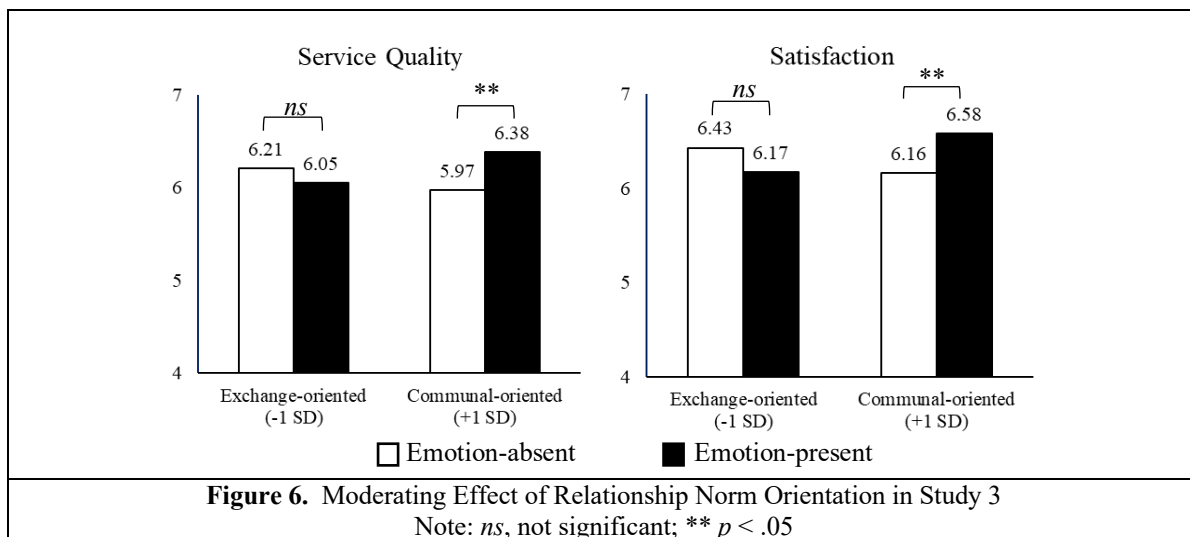 Service Quality
7
6
5
4
ns
**
6.21
6.05
5.97
6.38
Exchange-oriented
(-1 SD)
Communal-oriented
(+1 SD)
Satisfaction
7
6
5
4
ns
**
6.43
6.17
6.16
6.58
Exchange-oriented
(-1 SD)
Communal-oriented
(+1 SD)
Emotion-absent
Emotion-present
Figure 6. Moderating Effect of Relationship Norm Orientation in Study 3
Note: ns, not significant; ** p < .05